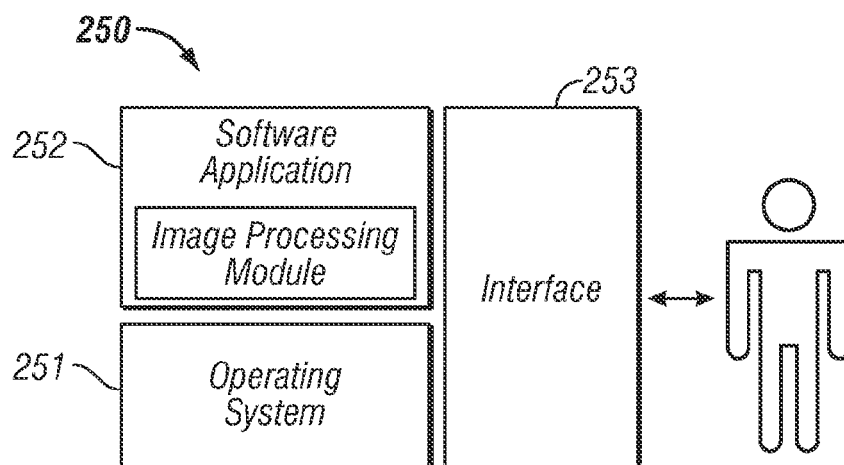 250
253
252
Software
Application
Image Processing
Module
Interface
251
Operating
System